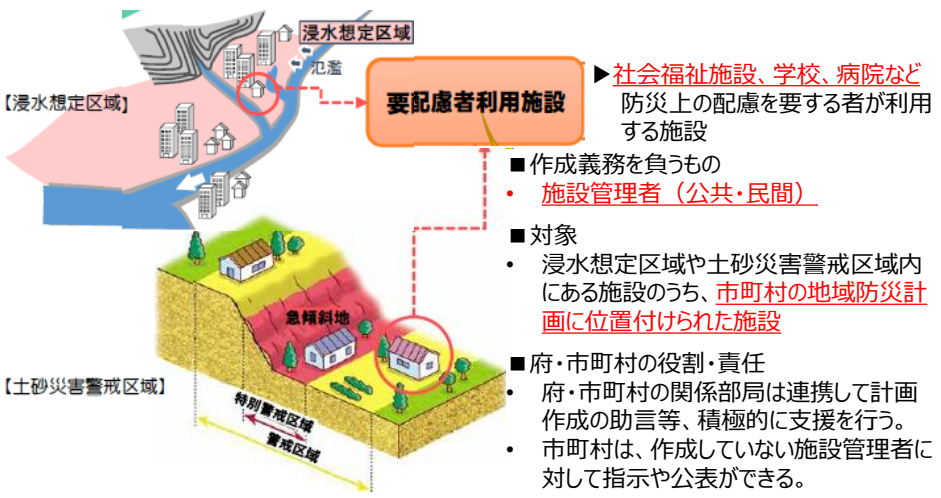 浸水想定区域
氾濫
【浸水想定区域】
要配慮者利用施設
▶社会福祉施設、学校、病院など
防災上の配慮を要する者が利用
する施設
■作成義務を負うもの
• 施設管理者（公共・民間）
■対象
• 浸水想定区域や土砂災害警戒区域内
にある施設のうち、市町村の地域防災計
画に位置付けられた施設
急傾斜地
【土砂災害警戒区域】
特別警戒区域
警戒区域
■府・市町村の役割・責任
• 府・市町村の関係部局は連携して計画
作成の助言等、積極的に支援を行う。
• 市町村は、作成していない施設管理者に
対して指示や公表ができる。